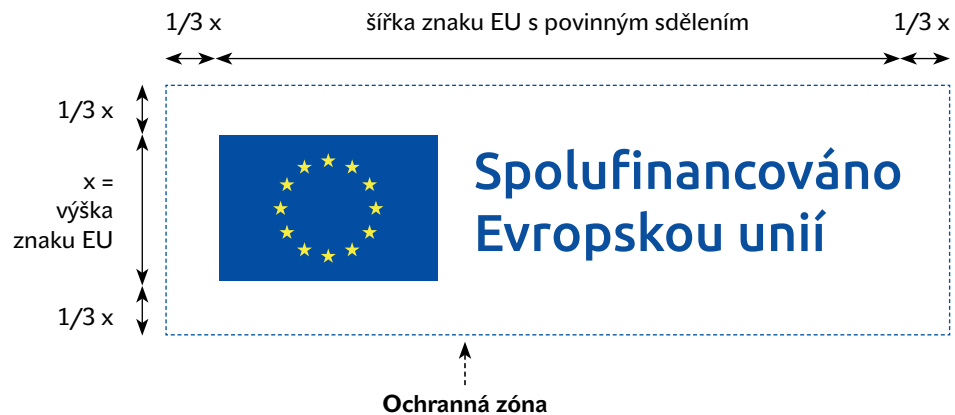 1/3 x
šířka znaku EU s povinným sdělením
1/3 x
1/3 x
x =
výška
znaku EU
1/3 x
Spolufinancováno
Evropskou unií
Ochranná zóna